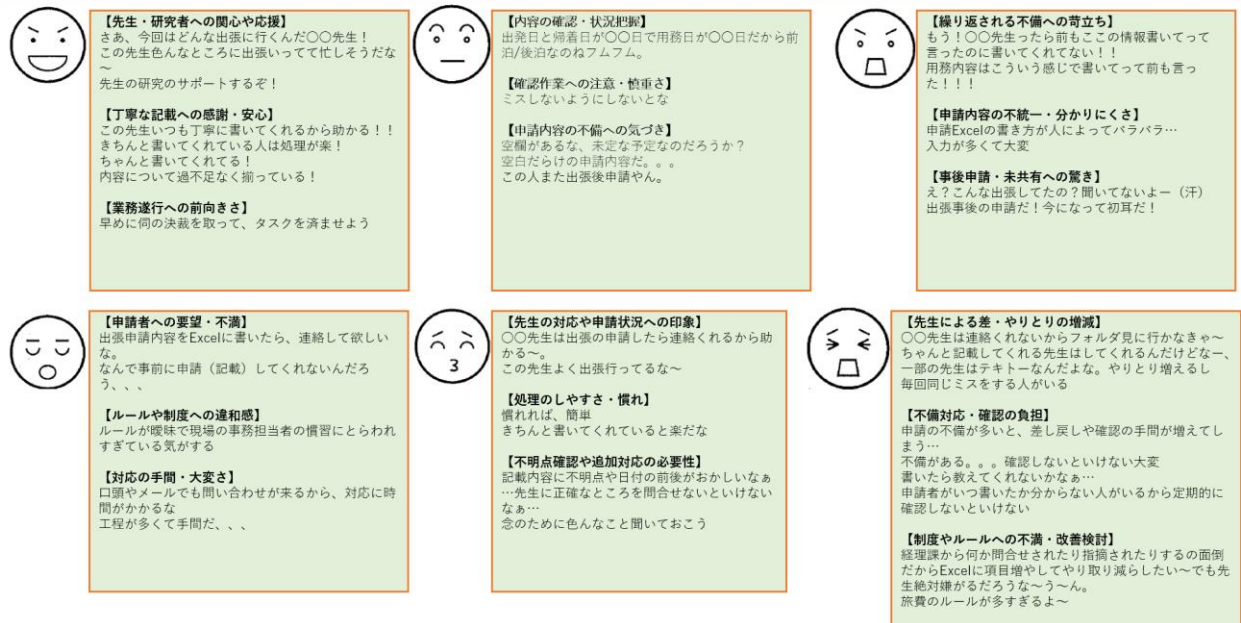 【先生・研究者への関心や応援】
さあ、今回はどんな出張に行くんだ〇〇先生！
この先生色んなところに出張いってて忙しそうだな
～
先生の研究のサポートするぞ！
【丁寧な記載への感謝・安心】
この先生いつも丁寧に書いてくれるから助かる！！
きちんと書いてくれている人は処理が楽！
ちゃんと書いてくれてる！
内容について過不足なく揃っている！
【業務遂行への前向きさ】
早めに伺の決裁を取って、タスクを済ませよう
【内容の確認・状況把握】
出発日と帰着日が〇〇日で用務日が〇〇日だから前
泊/後泊なのねフムフム。
【確認作業への注意・慎重さ】
ミスしないようにしないとな
【申請内容の不備への気づき】
空欄があるな、未定な予定なのだろうか？
空白だらけの申請内容だ。。。
この人また出張後申請やん。
【繰り返される不備への苛立ち】
もう！〇〇先生ったら前もここの情報書いてって
言ったのに書いてくれてない！！
用務内容はこういう感じで書いてって前も言っ
た！！！
【申請内容の不統一・分かりにくさ】
申請Excelの書き方が人によってバラバラ…
入力が多くて大変
【事後申請・未共有への驚き】
え？こんな出張してたの？聞いてないよー（汗）
出張事後の申請だ！今になって初耳だ！
【申請者への要望・不満】
出張申請内容をExcelに書いたら、連絡して欲しい
な。
なんで事前に申請（記載）してくれないんだろ
う、、、
【ルールや制度への違和感】
ルールが曖昧で現場の事務担当者の慣習にとらわれ
すぎている気がする
【対応の手間・大変さ】
口頭やメールでも問い合わせが来るから、対応に時
間がかかるな
工程が多くて手間だ、、、
【先生の対応や申請状況への印象】
〇〇先生は出張の申請したら連絡くれるから助
かる～。
この先生よく出張行ってるな～
【処理のしやすさ・慣れ】
慣れれば、簡単
きちんと書いてくれていると楽だな
【不明点確認や追加対応の必要性】
記載内容に不明点や日付の前後がおかしいなぁ
…先生に正確なところを問合せないといけない
なぁ…
念のために色んなこと聞いておこう
【先生による差・やりとりの増減】
〇〇先生は連絡くれないからフォルダ見に行かなきゃ～
ちゃんと記載してくれる先生はしてくれるんだけどなー、
一部の先生はテキトーなんだよな。やりとり増えるし
毎回同じミスをする人がいる
【不備対応・確認の負担】
申請の不備が多いと、差し戻しや確認の手間が増えてし
まう…
不備がある。。。確認しないといけない大変
書いたら教えてくれないかなぁ…
申請者がいつ書いたか分からない人がいるから定期的に
確認しないといけない
【制度やルールへの不満・改善検討】
経理課から何か問合せされたり指摘されたりするの面倒
だからExcelに項目増やしてやり取り減らしたい～でも先
生絶対嫌がるだろうな～う～ん。
旅費のルールが多すぎるよ～